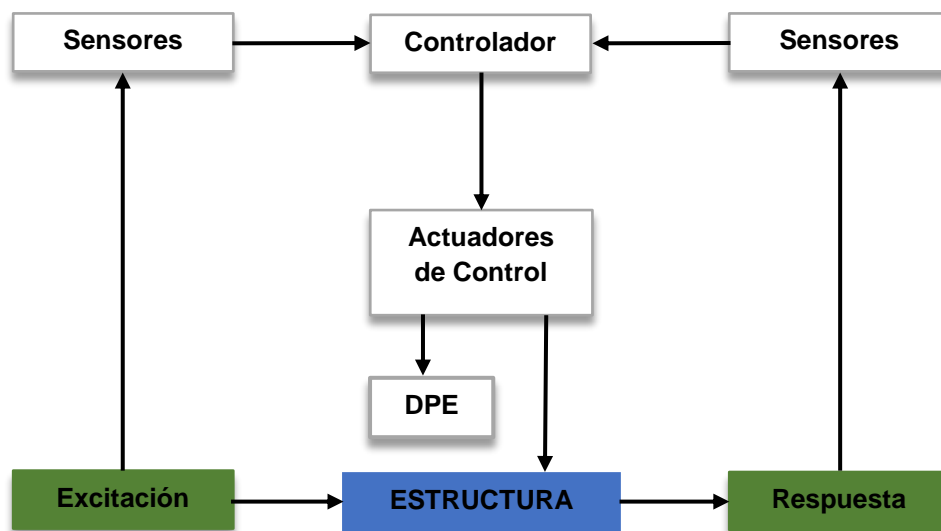 Sensores
Controlador
Sensores
Actuadores
de Control
DPE
Excitación
ESTRUCTURA
Respuesta